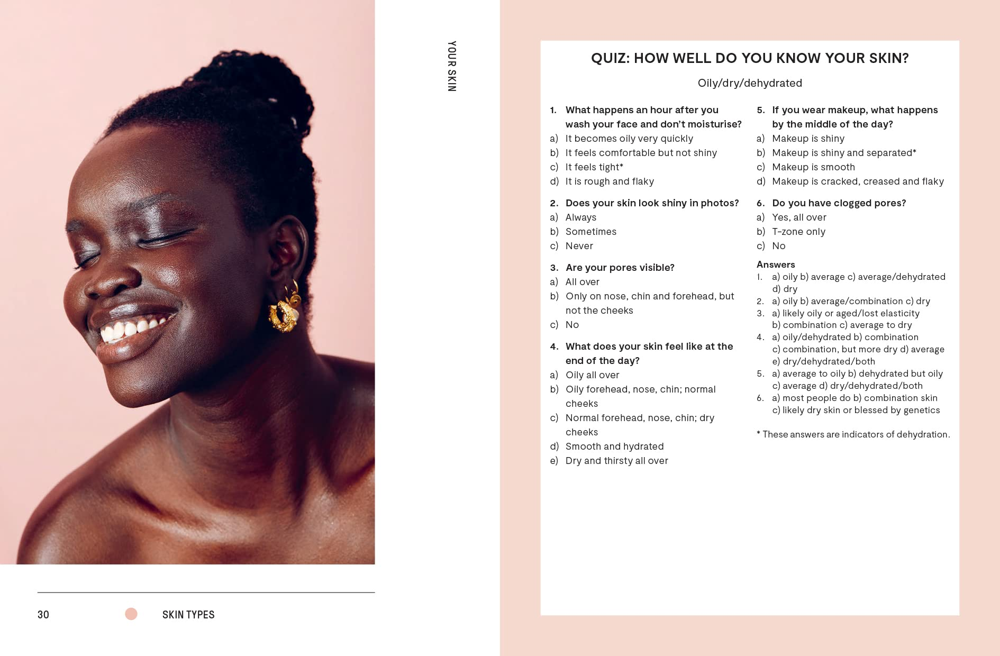 YOUR SKIN
30
SKIN TYPES
QUIZ: HOW WELL DO YOU KNOW YOUR SKIN?
Oily/dry/dehydrated
1. What happens an hour after you
wash your face and don’t moisturise?
a) It becomes oily very quickly
b) It feels comfortable but not shiny
c) It feels tight*
d) It is rough and flaky
2. Does your skin look shiny in photos?
a) Always
b) Sometimes
c) Never
3. Are your pores visible?
a) All over
b) Only on nose, chin and forehead, but
not the cheeks
c) No
4. What does your skin feel like at the
end of the day?
a) Oily all over
b) Oily forehead, nose, chin; normal
cheeks
c) Normal forehead, nose, chin; dry
cheeks
d) Smooth and hydrated
e) Dry and thirsty all over
5. If you wear makeup, what happens
by the middle of the day?
a) Makeup is shiny
b) Makeup is shiny and separated*
c) Makeup is smooth
d) Makeup is cracked, creased and flaky
6. Do you have clogged pores?
a) Yes, all over
b) T-zone only
c) No
Answers
1. a) oily b) average c) average/dehydrated
d) dry
2. a) oily b) average/combination c) dry
3. a) likely oily or aged/lost elasticity
b) combination c) average to dry
4. a) oily/dehydrated b) combination
c) combination, but more dry d) average
e) dry/dehydrated/both
5. a) average to oily b) dehydrated but oily
c) average d) dry/dehydrated/both
6. a) most people do b) combination skin
c) likely dry skin or blessed by genetics
* These answers are indicators of dehydration.